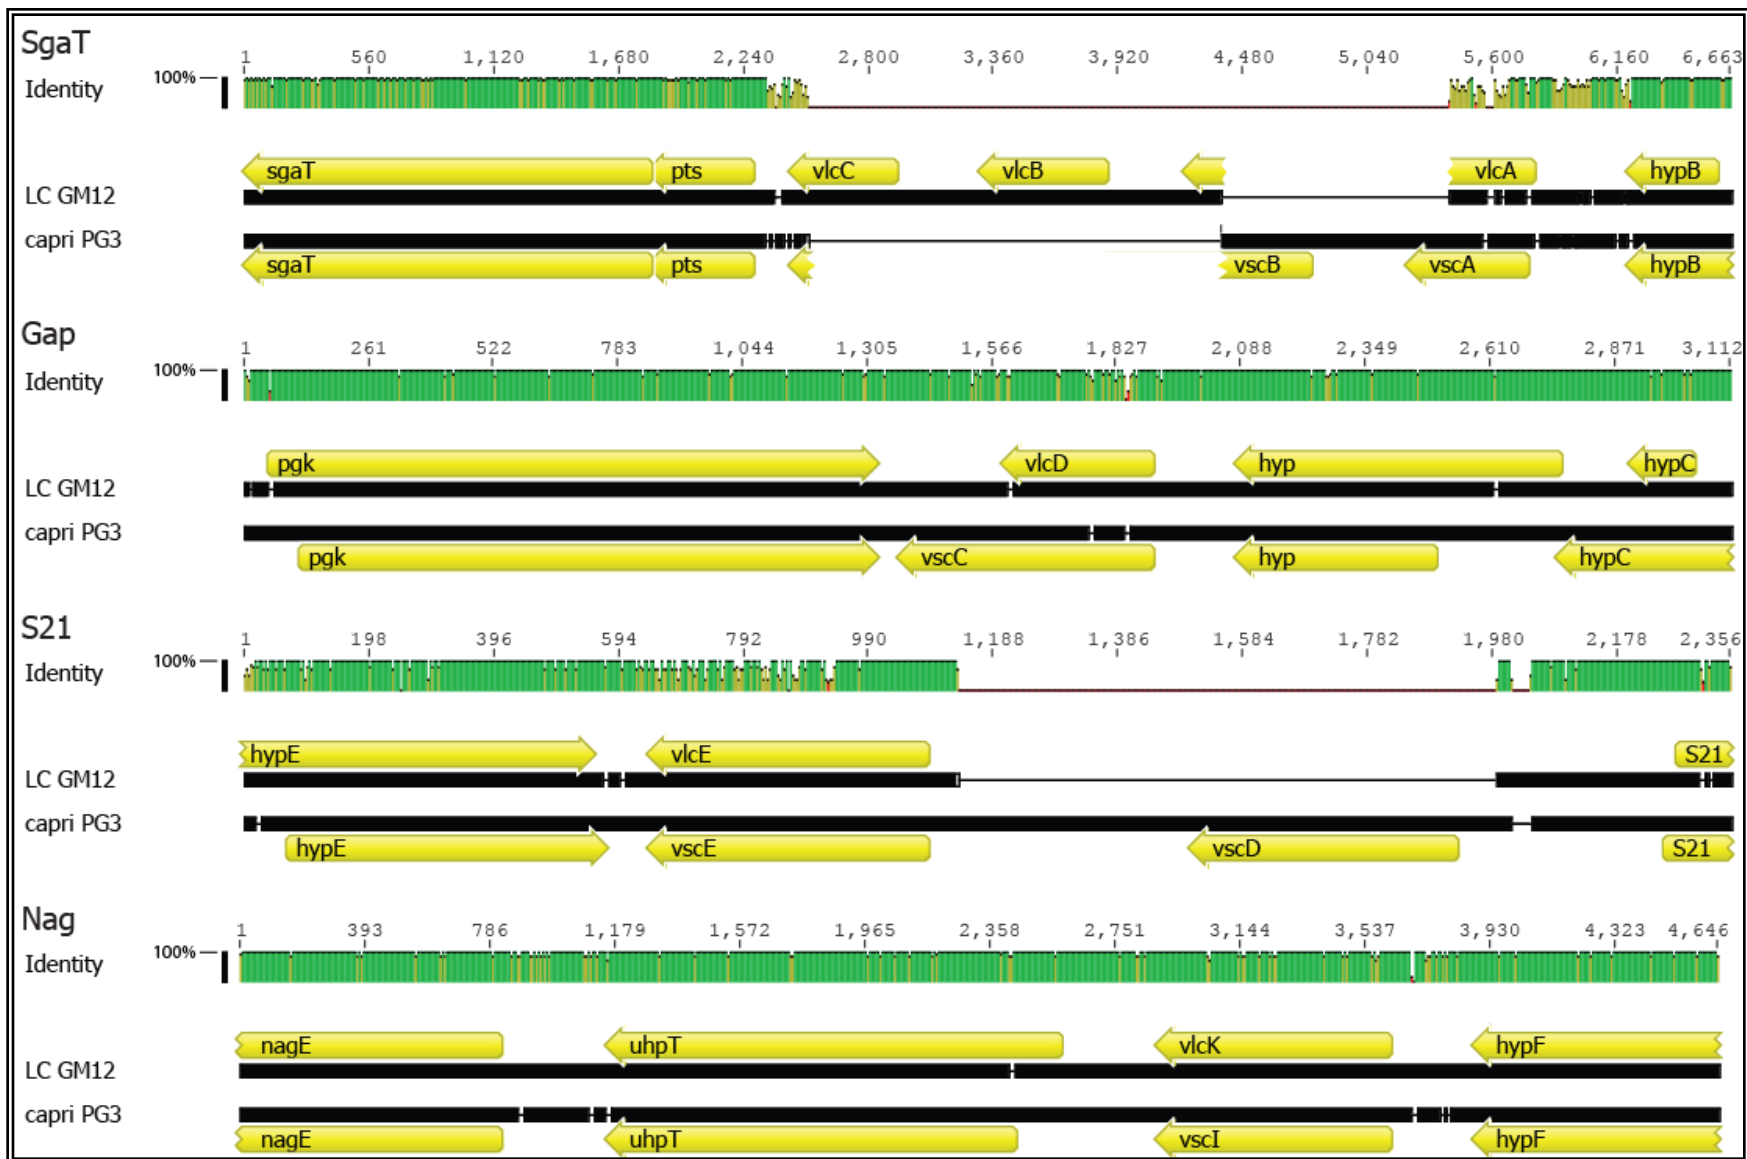 SgaT
1 560 1,120 1,680 2,240 2,800 3,360 3,920 4,480 5,040 5,600 6,160 6,663
100%
Identity
sgaT pts vlcC vlcB vlcA hypB
LC GM12
capri PG3
sgaT pts vscB vscA hypB
Gap
1 261 522 783 1,044 1,305 1,566 1,827 2,088 2,349 2,610 2,871 3,112
100%
Identity
pgk vlcD hyp hypC
LC GM12
capri PG3
pgk vscC hyp hypC
S21
1 198 396 594 792 990 1,188 1,386 1,584 1,782 1,980 2,178 2,356
100%
Identity
hypE vlcE S21
LC GM12
capri PG3
hypE vscE vscD S21
Nag
1 393 786 1,179 1,572 1,965 2,358 2,751 3,144 3,537 3,930 4,323 4,646
100%
Identity
nagE uhpT vlcK hypF
LC GM12
capri PG3
nagE uhpT vscI hypF